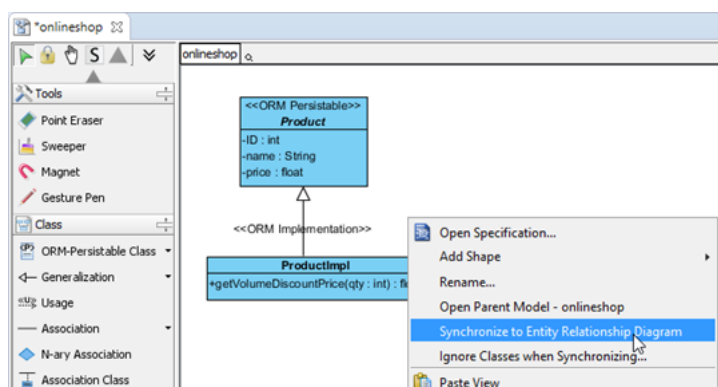 *onlineshop
S
onlineshop
Tools
Point Eraser
Sweeper
Magnet
Gesture Pen
Class
ORM-Persistable Class
Generalization
Usage
Association
N-ary Association
Association Class
<<ORM Persistable>>
Product
-ID : int
-name : String
-price : float
<<ORM Implementation>>
ProductImpl
+getVolumeDiscountPrice(qty : int) : fl
Open Specification...
Add Shape
Rename...
Open Parent Model - onlineshop
Synchronize to Entity Relationship Diagram
Ignore Classes when Synchronizing...
Paste View